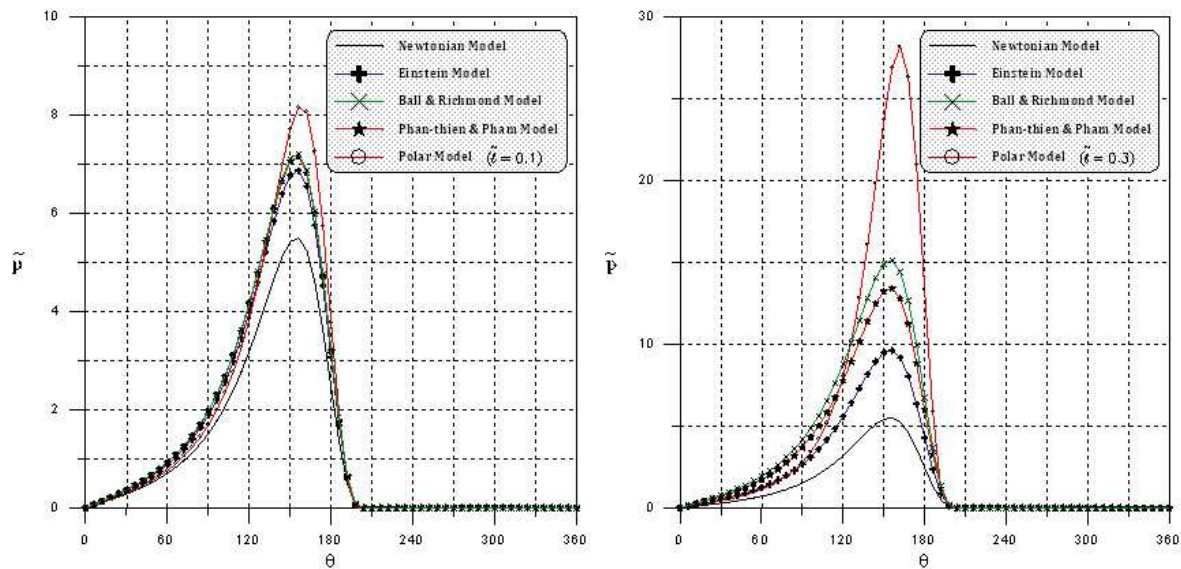 10
8
6
4
2
0
p̃
Newtonian Model
Einstein Model
Ball & Richmond Model
Phan-thien & Pham Model
Polar Model (ℓ̃ = 0.1)
0 60 120 180 240 300 360
θ
30
20
10
0
p̃
Newtonian Model
Einstein Model
Ball & Richmond Model
Phan-thien & Pham Model
Polar Model (ℓ̃ = 0.3)
0 60 120 180 240 300 360
θ